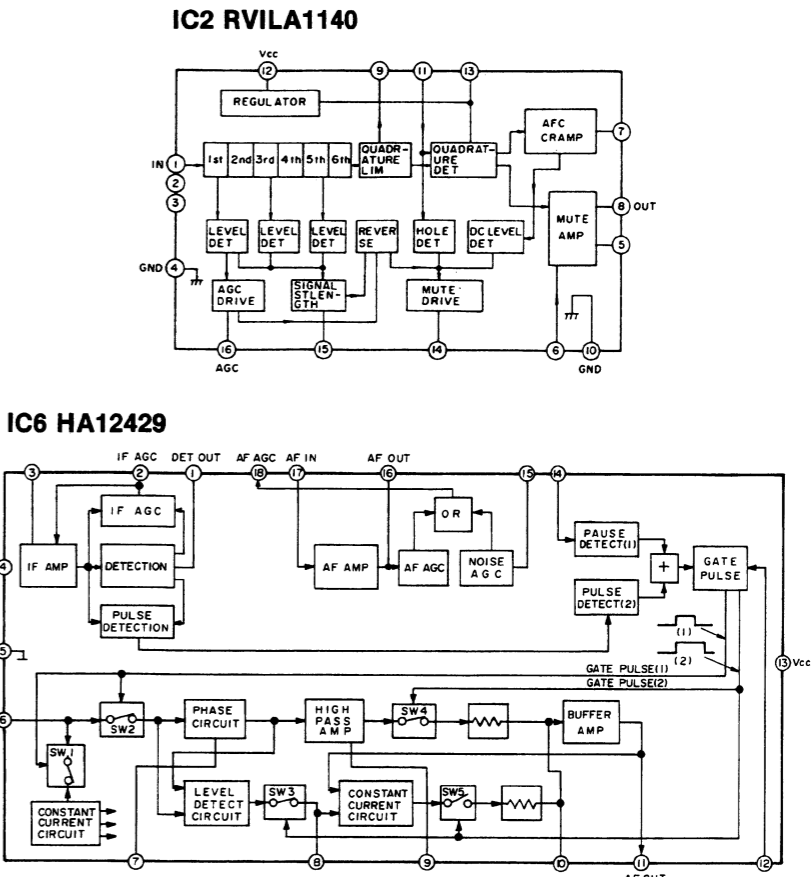 IC2 RVILA1140
Vcc
12
9
11
13
REGULATOR
AFC
CRAMP
7
IN
1
1st 2nd 3rd 4th 5th 6th
QUADR-
ATURE
LIM
QUADRAT-
URE
DET
2
3
MUTE
AMP
8 OUT
5
LEVEL
DET
LEVEL
DET
LEVEL
DET
REVER
SE
HOLE
DET
DC LEVEL
DET
GND 4
AGC
DRIVE
SIGNAL
STLEN-
GTH
MUTE
DRIVE
16
15
14
6
10
AGC
GND
IC6 HA12429
IF AGC DET OUT AF AGC AF IN AF OUT
3
2
1
18
17
16
15
14
IF AGC
OR
PAUSE
DETECT(1)
4
IF AMP
DETECTION
AF AMP
AF AGC
NOISE
AGC
+
GATE
PULSE
PULSE
DETECTION
PULSE
DETECT(2)
(1)
(2)
5
13 Vcc
GATE PULSE(1)
GATE PULSE(2)
6
SW2
PHASE
CIRCUIT
HIGH
PASS
AMP
SW4
BUFFER
AMP
SW1
LEVEL
DETECT
CIRCUIT
SW3
CONSTANT
CURRENT
CIRCUIT
SW5
CONSTANT
CURRENT
CIRCUIT
7
8
9
10
11
12
AF OUT